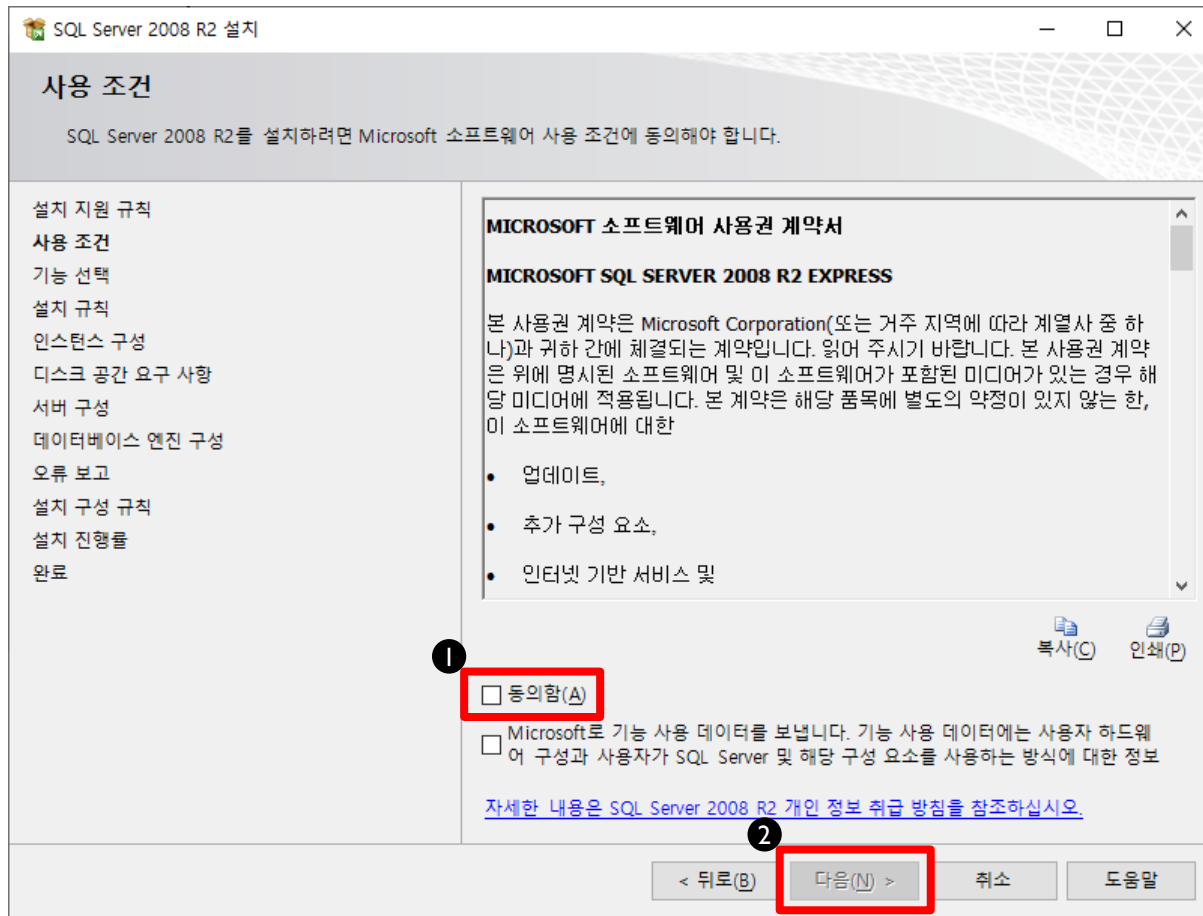 SQL Server 2008 R2 설치
사용 조건
SQL Server 2008 R2를 설치하려면 Microsoft 소프트웨어 사용 조건에 동의해야 합니다.
설치 지원 규칙
사용 조건
기능 선택
설치 규칙
인스턴스 구성
디스크 공간 요구 사항
서버 구성
데이터베이스 엔진 구성
오류 보고
설치 구성 규칙
설치 진행률
완료
MICROSOFT 소프트웨어 사용권 계약서
MICROSOFT SQL SERVER 2008 R2 EXPRESS
본 사용권 계약은 Microsoft Corporation(또는 거주 지역에 따라 계열사 중 하
나)과 귀하 간에 체결되는 계약입니다. 읽어 주시기 바랍니다. 본 사용권 계약
은 위에 명시된 소프트웨어 및 이 소프트웨어가 포함된 미디어가 있는 경우 해
당 미디어에 적용됩니다. 본 계약은 해당 품목에 별도의 약정이 있지 않는 한,
이 소프트웨어에 대한
• 업데이트,
• 추가 구성 요소,
• 인터넷 기반 서비스 및
복사(C) 인쇄(P)
1
동의함(A)
Microsoft로 기능 사용 데이터를 보냅니다. 기능 사용 데이터에는 사용자 하드웨
어 구성과 사용자가 SQL Server 및 해당 구성 요소를 사용하는 방식에 대한 정보
자세한 내용은 SQL Server 2008 R2 개인 정보 취급 방침을 참조하십시오.
2
< 뒤로(B) 다음(N) > 취소 도움말